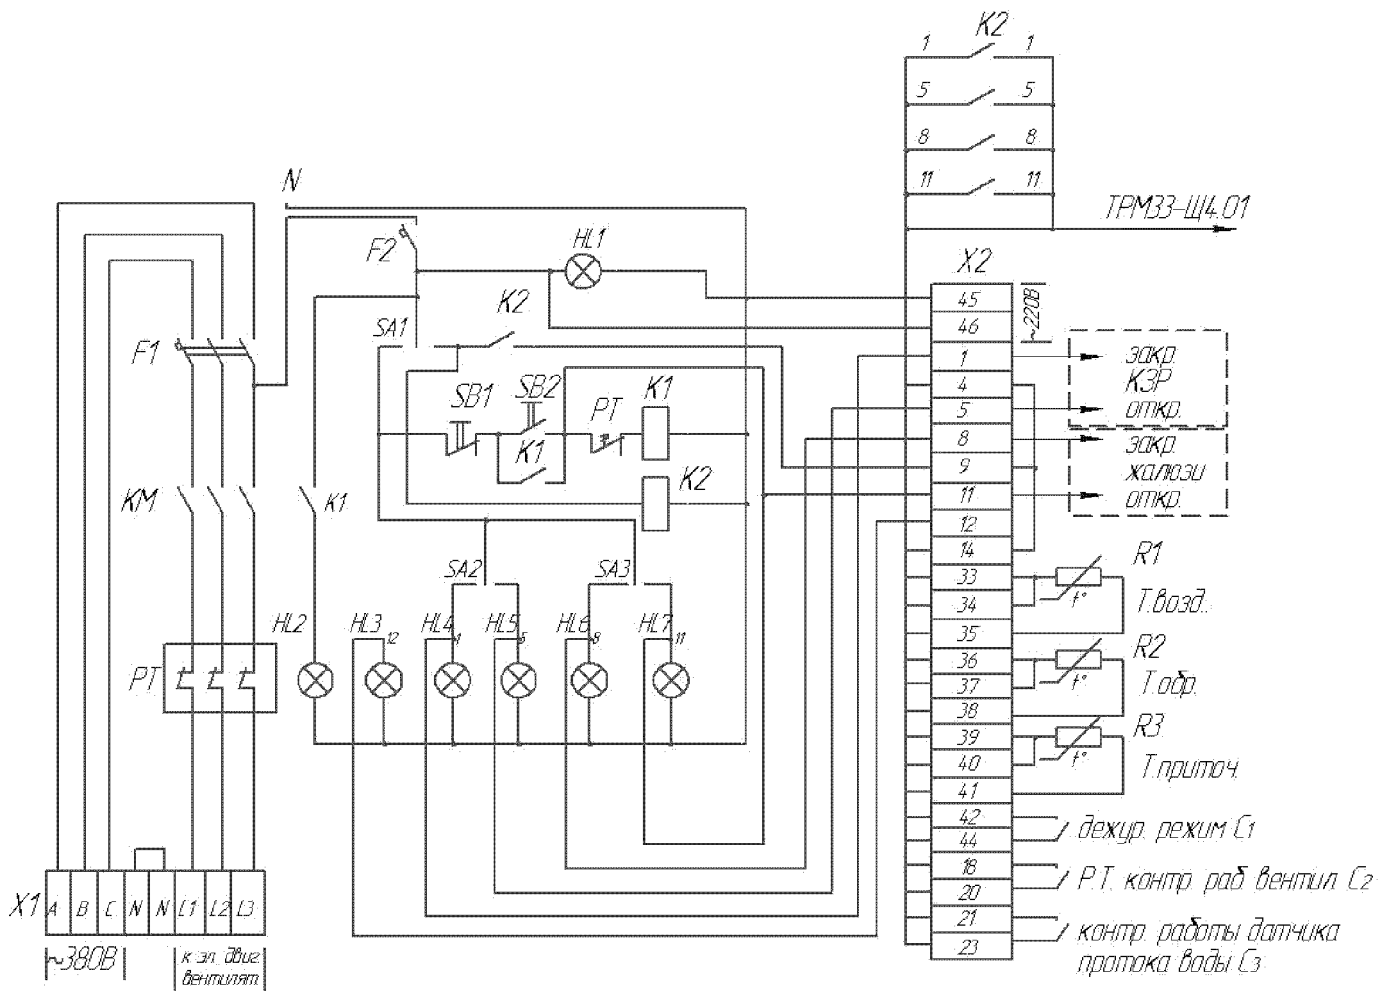 K2
1 1
5 5
8 8
11 11
ТРМ33-Щ4.01
N
F2
HL1
X2
45
46
~220В
1
4
5
8
9
11
12
14
33
34
35
36
37
38
39
40
41
42
44
18
20
21
23
закр.
КЗР
откр.
закр.
жалюзи
откр.
R1
t°
Т.возд.
R2
t°
Т.обр.
R3
t°
Т.приточ.
дежур. режим С1
Р.Т. контр раб вентил С2
контр. работы датчика
протока воды С3
F1
SA1
K2
SB1
SB2
PT
K1
K1
K2
KM
K1
SA2
SA3
HL2
HL3
12
HL4
1
HL5
5
HL6
8
HL7
11
PT
X1
A B C N N L1 L2 L3
~380В
к эл. двиг
вентилят.